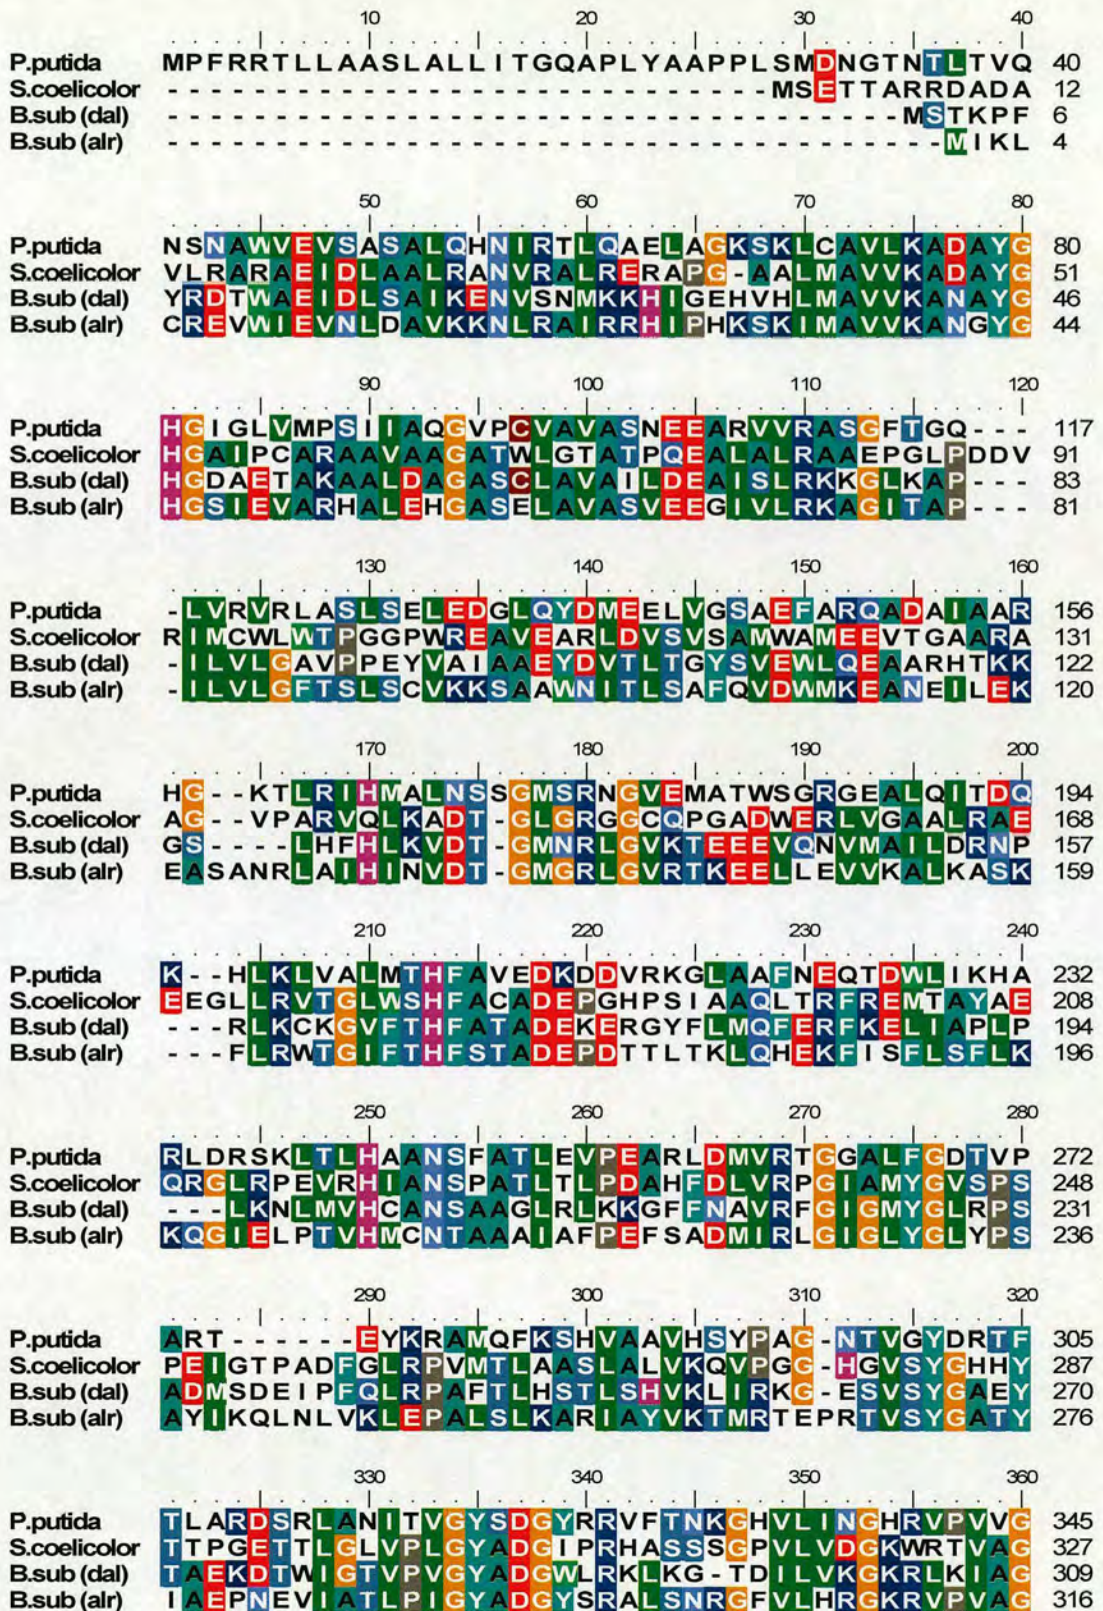 10 20 30 40
P.putida MPFRRTLLAASLALLITGQAPLYAAPPLSMDNGTNTLTVQ 40
S.coelicolor ----------------------------MSETTARRDADA 12
B.sub (dal) ----------------------------------MSTKPF 6
B.sub (alr) ------------------------------------MIKL 4
50 60 70 80
P.putida NSNAWVEVSASALQHNIRTLQAELAGKSKLCAVLKADAYG 80
S.coelicolor VLRARAEIDLAALRANVRALRERAPG-AALMAVVKADAYG 51
B.sub (dal) YRDTWAEIDLSAIKENVSNMKKHIGEHVHLMAVVKANAYG 46
B.sub (alr) CREVWIEVNLDAVKKNLRAIRRHIPHKSKIMAVVKANGYG 44
90 100 110 120
P.putida HGIGLVMPSIIAQGVPCVAVASNEEARVVRASGFTGQ--- 117
S.coelicolor HGAIPCARAAVAAGATWLGTATPQEALALRAAEPGLPDDV 91
B.sub (dal) HGDAETAKAALDAGASCLAVAILDEAISLRKKGLKAP--- 83
B.sub (alr) HGSIEVARHALEHGASELAVASVEEGIVLRKAGITAP--- 81
130 140 150 160
P.putida -LVRVRLASLSELEDGLQYDMEELVGSAEFARQADAIAAR 156
S.coelicolor RIMCWLWTPGGPWREAVEARLDVSVSAMWAMEEVTGAARA 131
B.sub (dal) -ILVLGAVPPEYVAIAAEYDVTLTGYSVEWLQEAARHTKK 122
B.sub (alr) -ILVLGFTSLSCVKKSAAWNITLSAFQVDWMKEANEILEK 120
170 180 190 200
P.putida HG--KTLRIHMALNSSGMSRNGVEMATWSGRGEALQITDQ 194
S.coelicolor AG--VPARVQLKADT-GLGRGGCQPGADWERLVGAALRAE 168
B.sub (dal) GS----LHFHLKVDT-GMNRLGVKTEEEVQNVMAILDRNP 157
B.sub (alr) EASANRLAIHINVDT-GMGRLGVRTKEELLEVVKALKASK 159
210 220 230 240
P.putida K--HLKLVALMTHFAVEDKDDVRKGLAAFNEQTDWLIKHA 232
S.coelicolor EEGLLRVTGLWSHFACADEPGHPSIAAQLTRFREMTAYAE 208
B.sub (dal) ---RLKCKGVFTHFATADEKERGYFLMQFERFKELIAPLP 194
B.sub (alr) ---FLRWTGIFTHFSTADEPDTTLTKLQHEKFISFLSFLK 196
250 260 270 280
P.putida RLDRSKLTLHAANSFATLEVPEARLDMVRTGGALFGDTVP 272
S.coelicolor QRGLRPEVRHIANSPATLTLPDAHFDLVRPGIAMYGVSPS 248
B.sub (dal) ---LKNLMVHCANSAAGLRLKKGFFNAVRFGIGMYGLRPS 231
B.sub (alr) KQGIELPTVHMCNTAAAIAFPEFSADMIRLGIGLYGLYPS 236
290 300 310 320
P.putida ART------EYKRAMQFKSHVAAVHSYPAG-NTVGYDRTF 305
S.coelicolor PEIGTPADFGLRPVMTLAASLALVKQVPGG-HGVSYGHHY 287
B.sub (dal) ADMSDEIPFQLRPAFTLHSTLSHVKLIRKG-ESVSYGAEY 270
B.sub (alr) AYIKQLNLVKLEPALSLKARIAYVKTMRTEPRTVSYGATY 276
330 340 350 360
P.putida TLARDSRLANITVGYSDGYRRVFTNKGHVLINGHRVPVVG 345
S.coelicolor TTPGETTLGLVPLGYADGIPRHASSSGPVLVDGKWRTVAG 327
B.sub (dal) TAEKDTWIGTVPVGYADGWLRKLKG-TDILVKGKRLKIAG 309
B.sub (alr) IAEPNEVIATLPIGYADGYSRALSNRGFVLHRGKRVPVAG 316